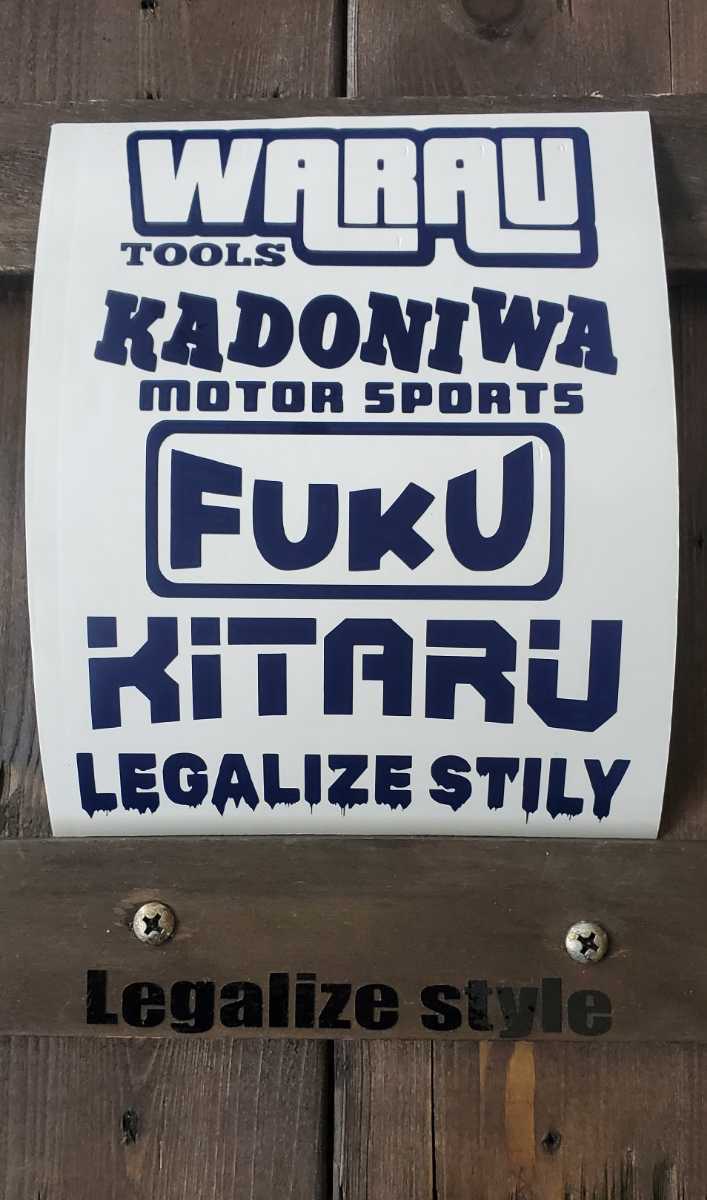 WARAU
TOOLS
KADONIWA
MOTOR SPORTS
FUKU
KiTARU
LEGALIZE STILY
Legalize style